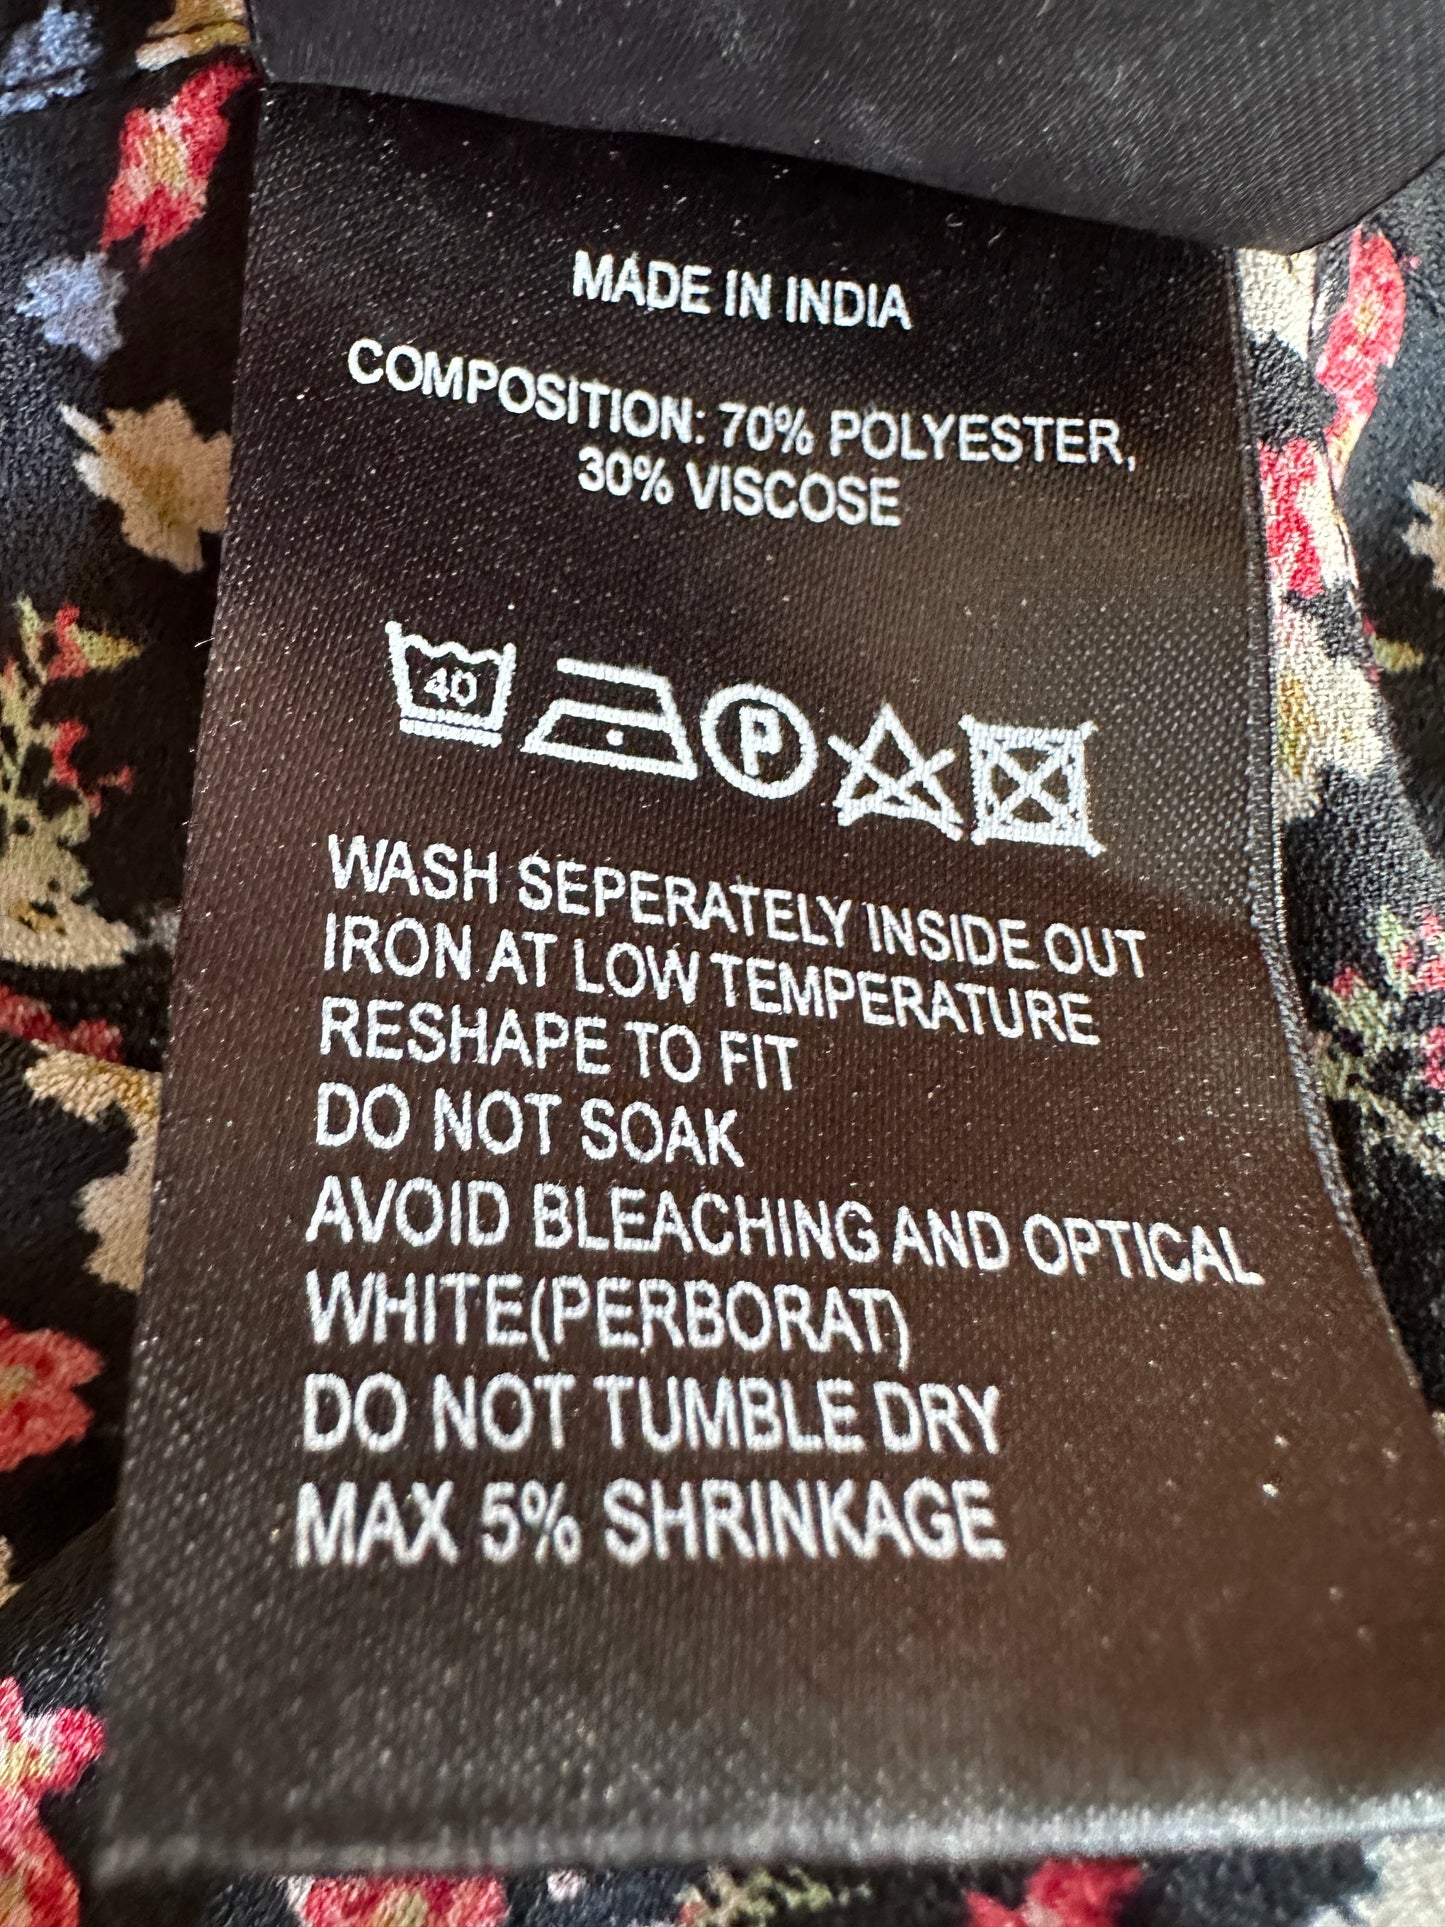 MADE IN INDIA
COMPOSITION: 70% POLYESTER,
30% VISCOSE
40 P
WASH SEPERATELY INSIDE OUT
IRON AT LOW TEMPERATURE
RESHAPE TO FIT
DO NOT SOAK
AVOID BLEACHING AND OPTICAL
WHITE(PERBORAT)
DO NOT TUMBLE DRY
MAX 5% SHRINKAGE